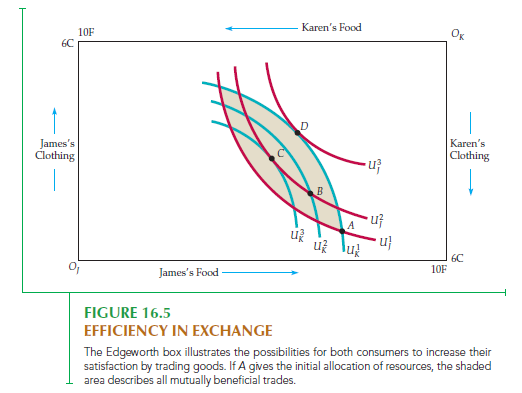 10F
Karen's Food
O_K
6C
James's
Clothing
Karen's
Clothing
D
C
U_J^3
B
A
U_J^2
U_K^3
U_K^2
U_K^1
U_J^1
6C
O_J
James's Food
10F
FIGURE 16.5
EFFICIENCY IN EXCHANGE
The Edgeworth box illustrates the possibilities for both consumers to increase their
satisfaction by trading goods. If A gives the initial allocation of resources, the shaded
area describes all mutually beneficial trades.